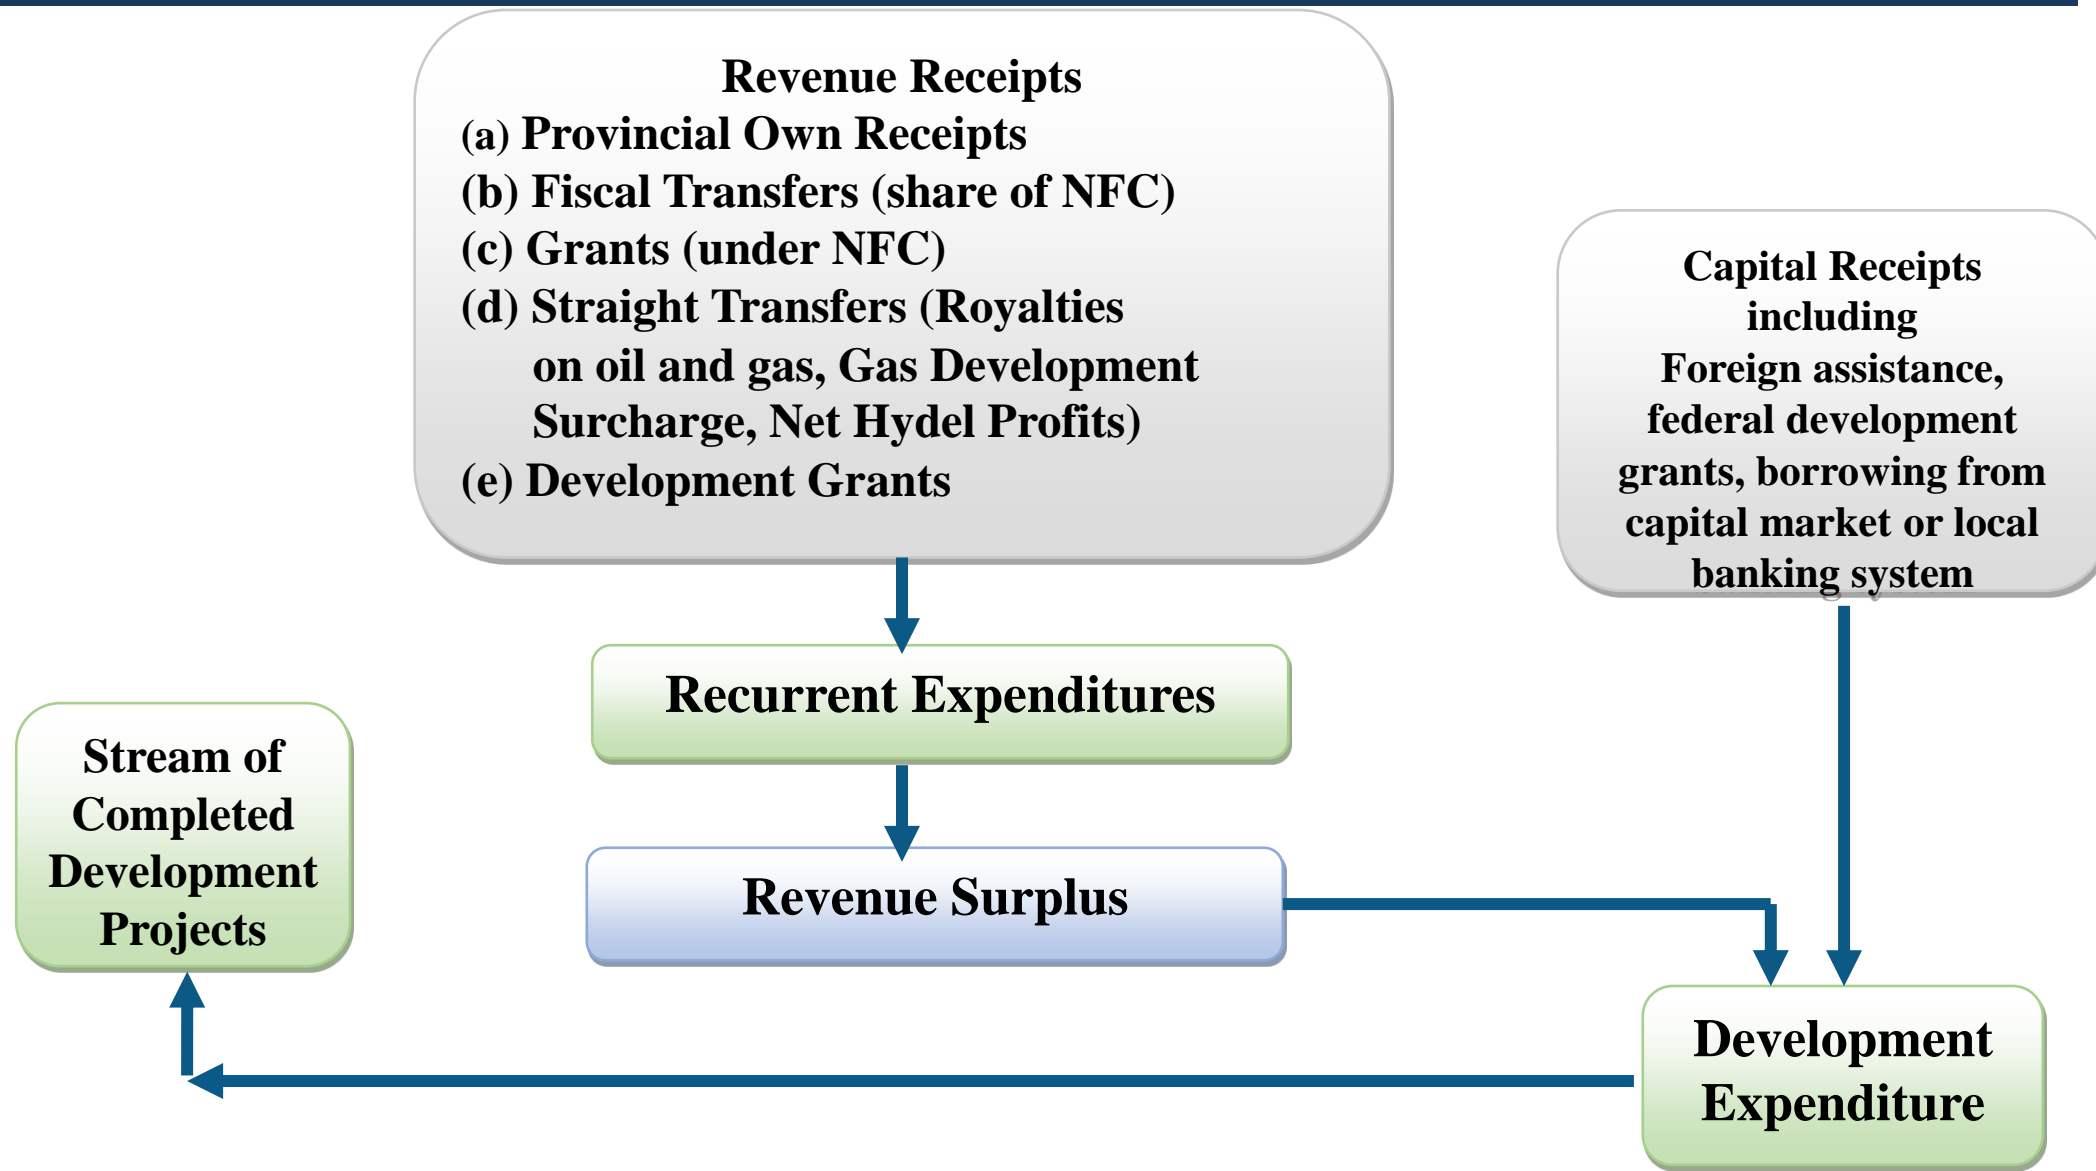 Revenue Receipts
(a) Provincial Own Receipts
(b) Fiscal Transfers (share of NFC)
(c) Grants (under NFC)
(d) Straight Transfers (Royalties
on oil and gas, Gas Development
Surcharge, Net Hydel Profits)
(e) Development Grants
Capital Receipts
including
Foreign assistance,
federal development
grants, borrowing from
capital market or local
banking system
Recurrent Expenditures
Stream of
Completed
Development
Projects
Revenue Surplus
Development
Expenditure